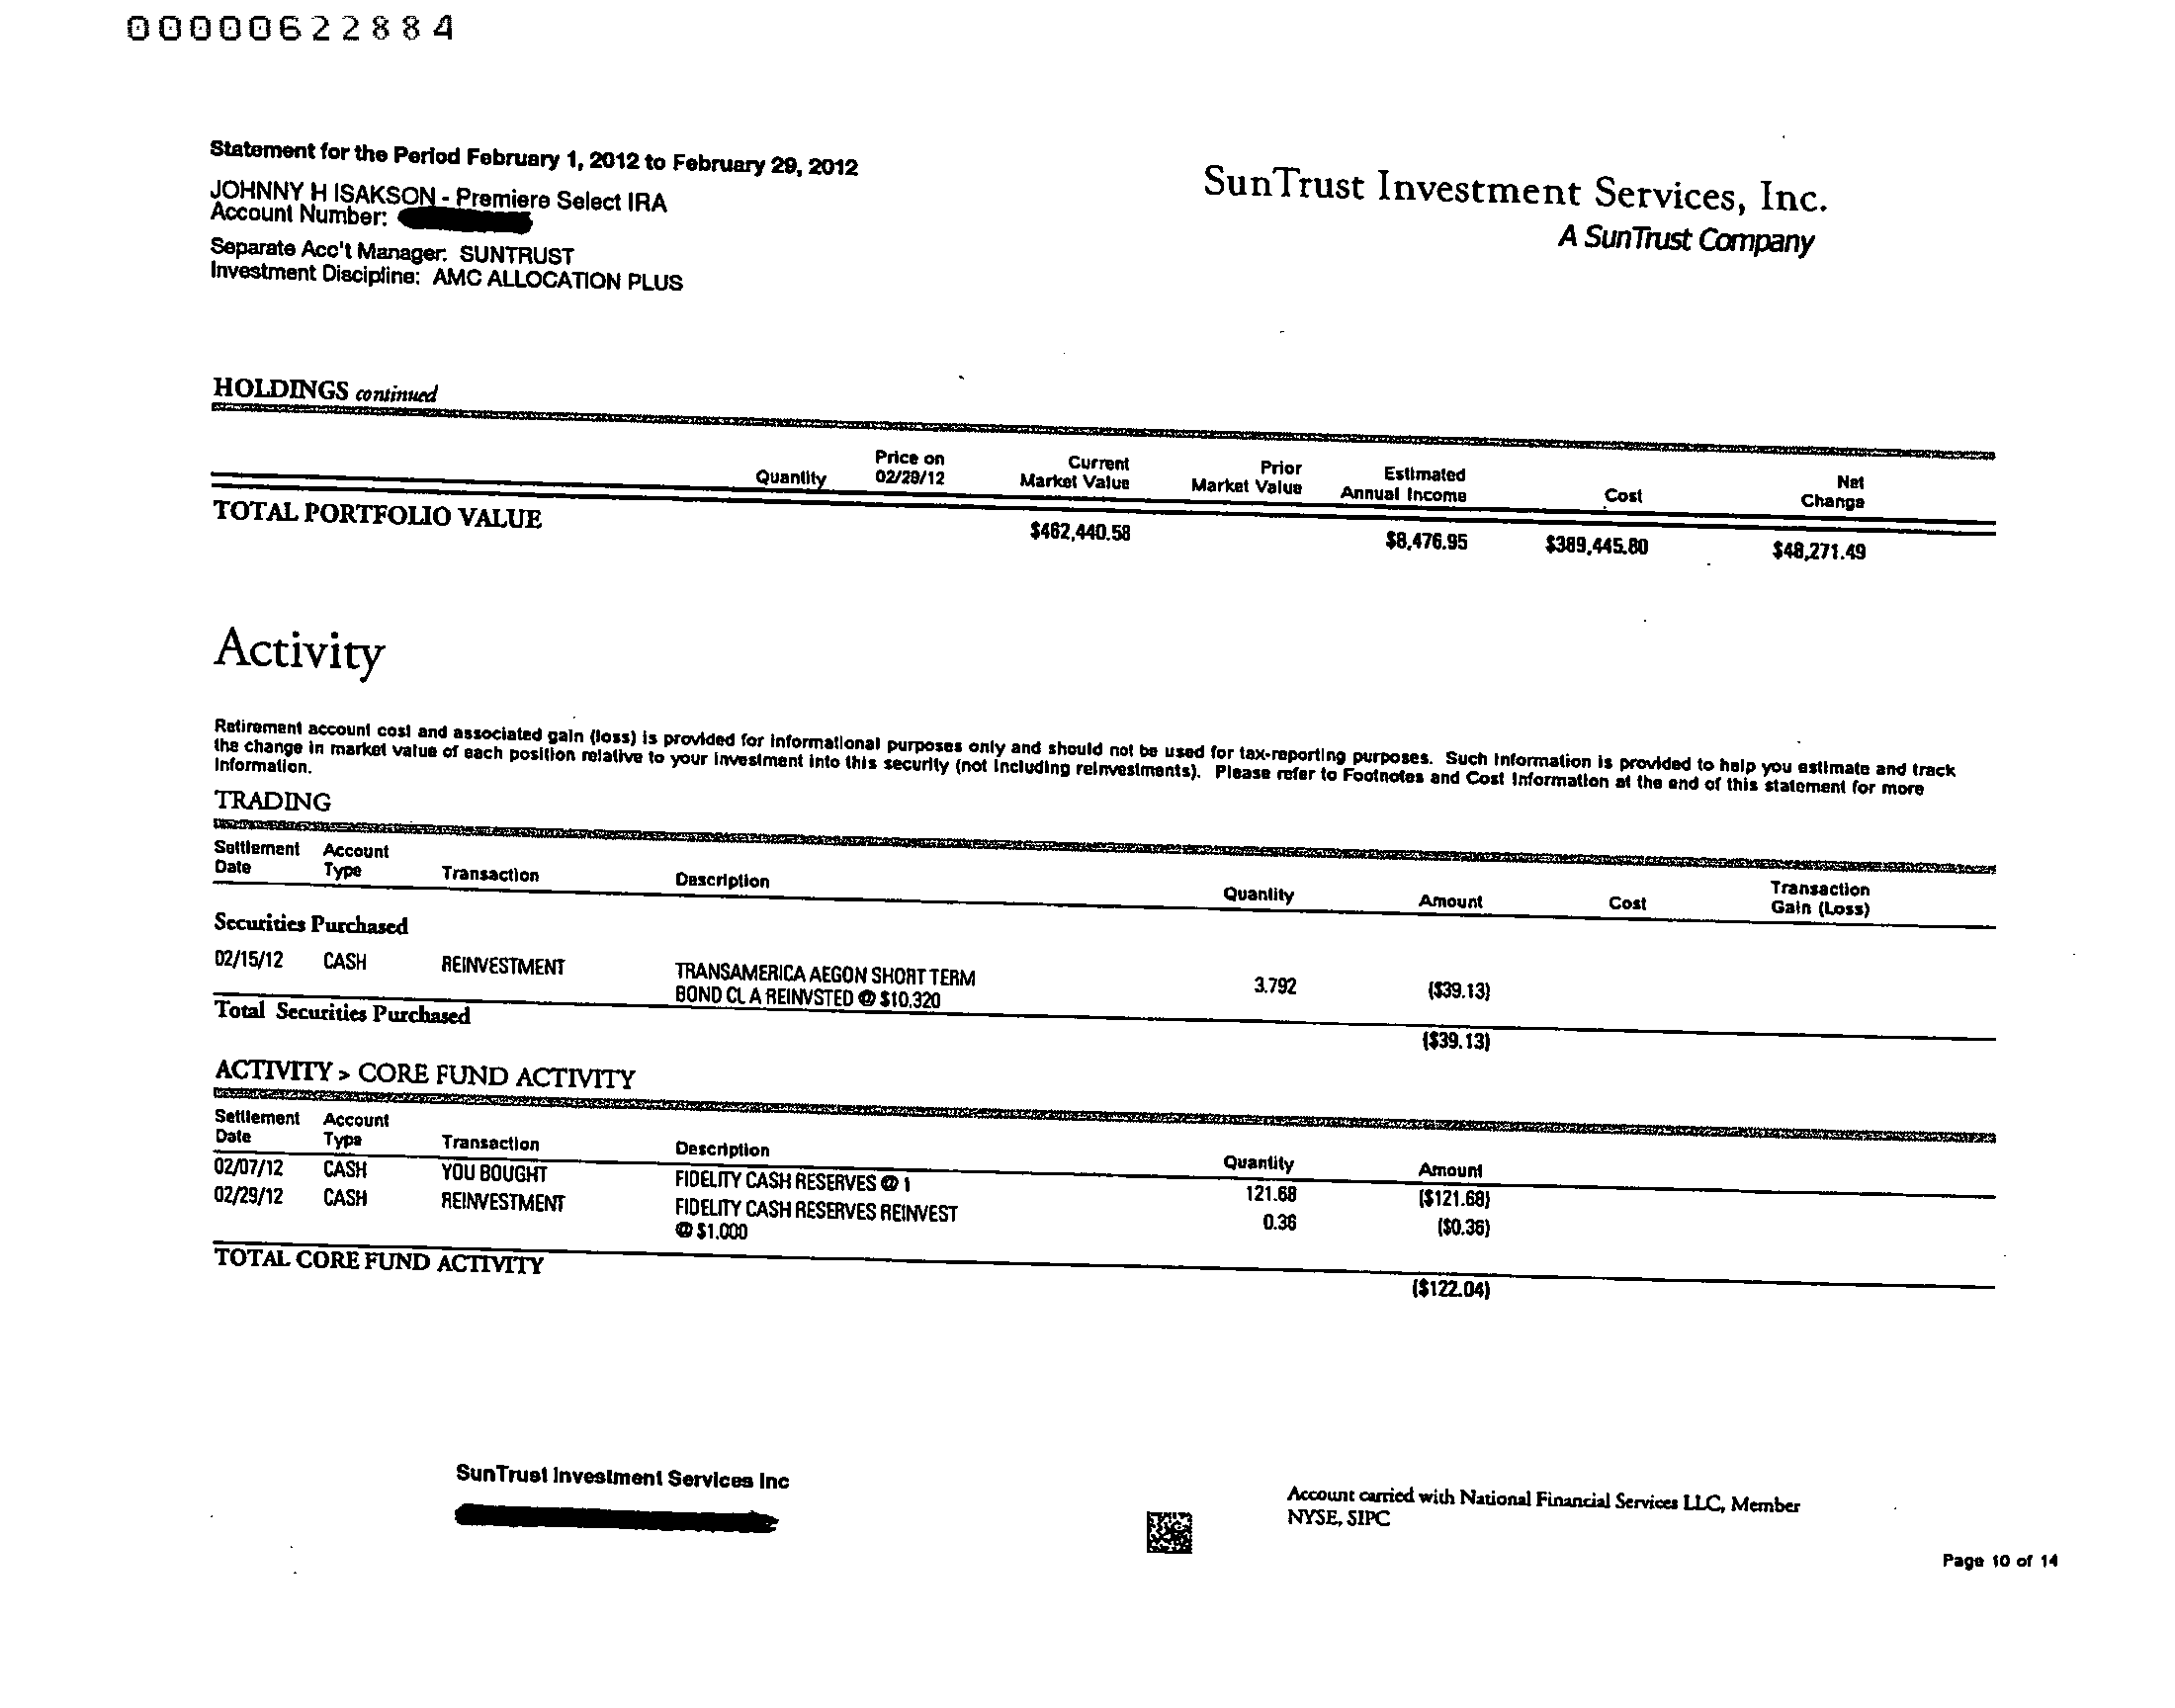 00000622884
Statement for the Period February 1, 2012 to February 29, 2012
JOHNNY H ISAKSON - Premiere Select IRA
Account Number:
Separate Acc't Manager: SUNTRUST
Investment Discipline: AMC ALLOCATION PLUS
SunTrust Investment Services, Inc.
A SunTrust Company
HOLDINGS continued
Quantity Price on 02/29/12 Current Market Value Prior Market Value Estimated Annual Income Cost Net Change
TOTAL PORTFOLIO VALUE $462,440.58 $8,476.95 $389,445.80 $48,271.49
Activity
Retirement account cost and associated gain (loss) is provided for informational purposes only and should not be used for tax-reporting purposes. Such information is provided to help you estimate and track
the change in market value of each position relative to your investment into this security (not including reinvestments). Please refer to Footnotes and Cost Information at the end of this statement for more
information.
TRADING
Settlement Date Account Type Transaction Description Quantity Amount Cost Transaction Gain (Loss)
Securities Purchased
02/15/12 CASH REINVESTMENT TRANSAMERICA AEGON SHORT TERM 3.792 ($39.13)
BOND CL A REINVSTED @ $10.320
Total Securities Purchased ($39.13)
ACTIVITY > CORE FUND ACTIVITY
Settlement Date Account Type Transaction Description Quantity Amount
02/07/12 CASH YOU BOUGHT FIDELITY CASH RESERVES @ 1 121.68 ($121.68)
02/29/12 CASH REINVESTMENT FIDELITY CASH RESERVES REINVEST 0.36 ($0.36)
@ $1.000
TOTAL CORE FUND ACTIVITY ($122.04)
SunTrust Investment Services Inc
Account carried with National Financial Services LLC, Member
NYSE, SIPC
Page 10 of 14